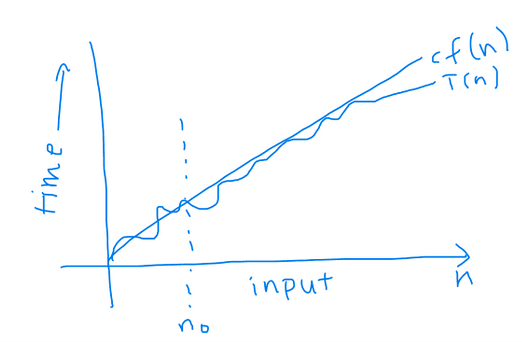 cf(n)
T(n)
time
n
input
n₀